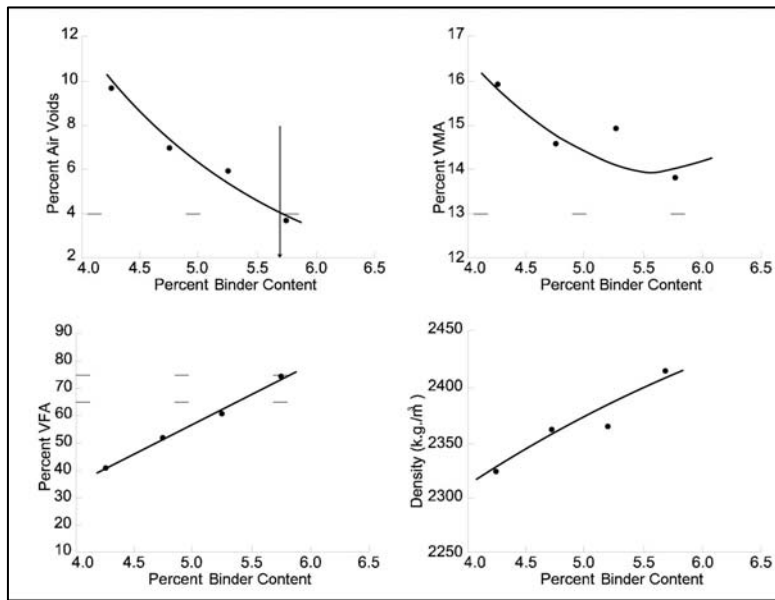 12
10
8
6
4
2
Percent Air Voids
4.0 4.5 5.0 5.5 6.0 6.5
Percent Binder Content
17
16
15
14
13
12
Percent VMA
4.0 4.5 5.0 5.5 6.0 6.5
Percent Binder Content
90
80
70
60
50
40
30
10
Percent VFA
4.0 4.5 5.0 5.5 6.0 6.5
Percent Binder Content
2450
2400
2350
2300
2250
Density (k.g./m³)
4.0 4.5 5.0 5.5 6.0 6.5
Percent Binder Content